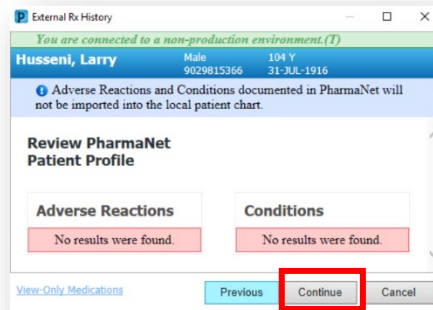 External Rx History
You are connected to a non-production environment.(T)
Husseni, Larry Male 104 Y
9029815366 31-JUL-1916
Adverse Reactions and Conditions documented in PharmaNet will
not be imported into the local patient chart.
Review PharmaNet
Patient Profile
Adverse Reactions Conditions
No results were found. No results were found.
View-Only Medications Previous Continue Cancel